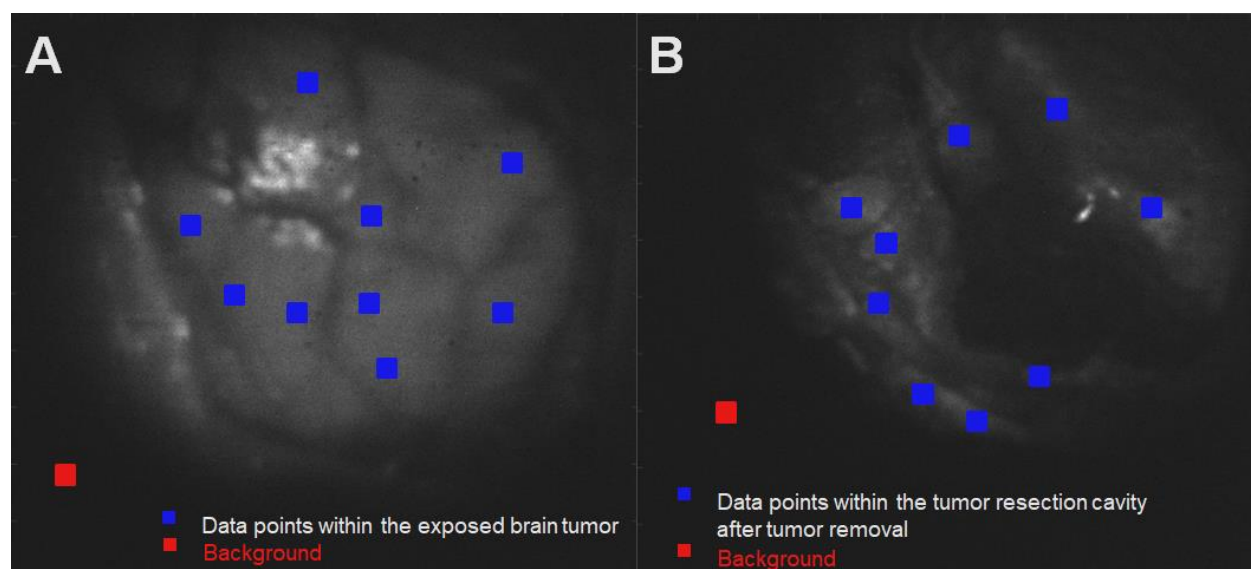 A
B
Data points within the exposed brain tumor
Background
Data points within the tumor resection cavity
after tumor removal
Background